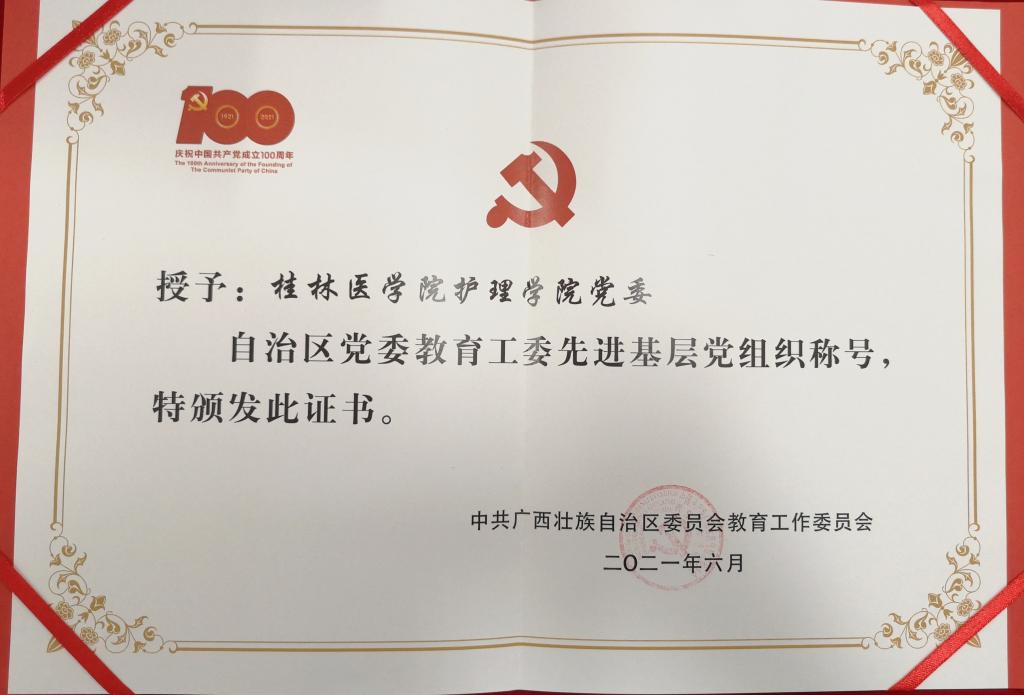 1921 2021
庆祝中国共产党成立100周年
The 100th Anniversary of the Founding of
The Communist Party of China
授予：桂林医学院护理学院党委
自治区党委教育工委先进基层党组织称号，
特颁发此证书。
中共广西壮族自治区委员会教育工作委员会
二〇二一年六月